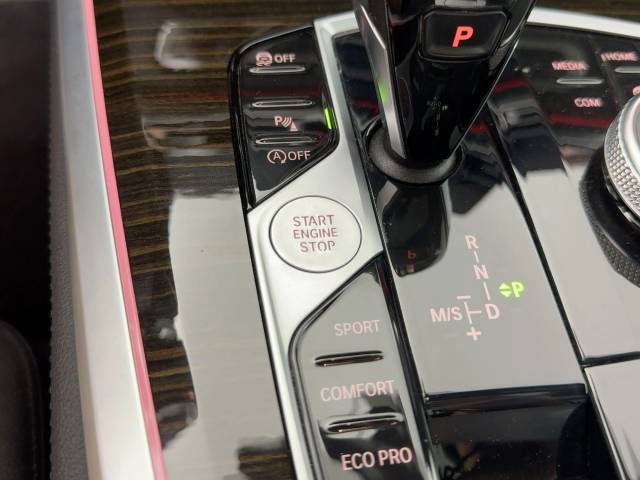 OFF
P
A OFF
P
MEDIA
HOME
COM
START
ENGINE
STOP
R
N
P
M/S
–
D
+
SPORT
COMFORT
ECO PRO